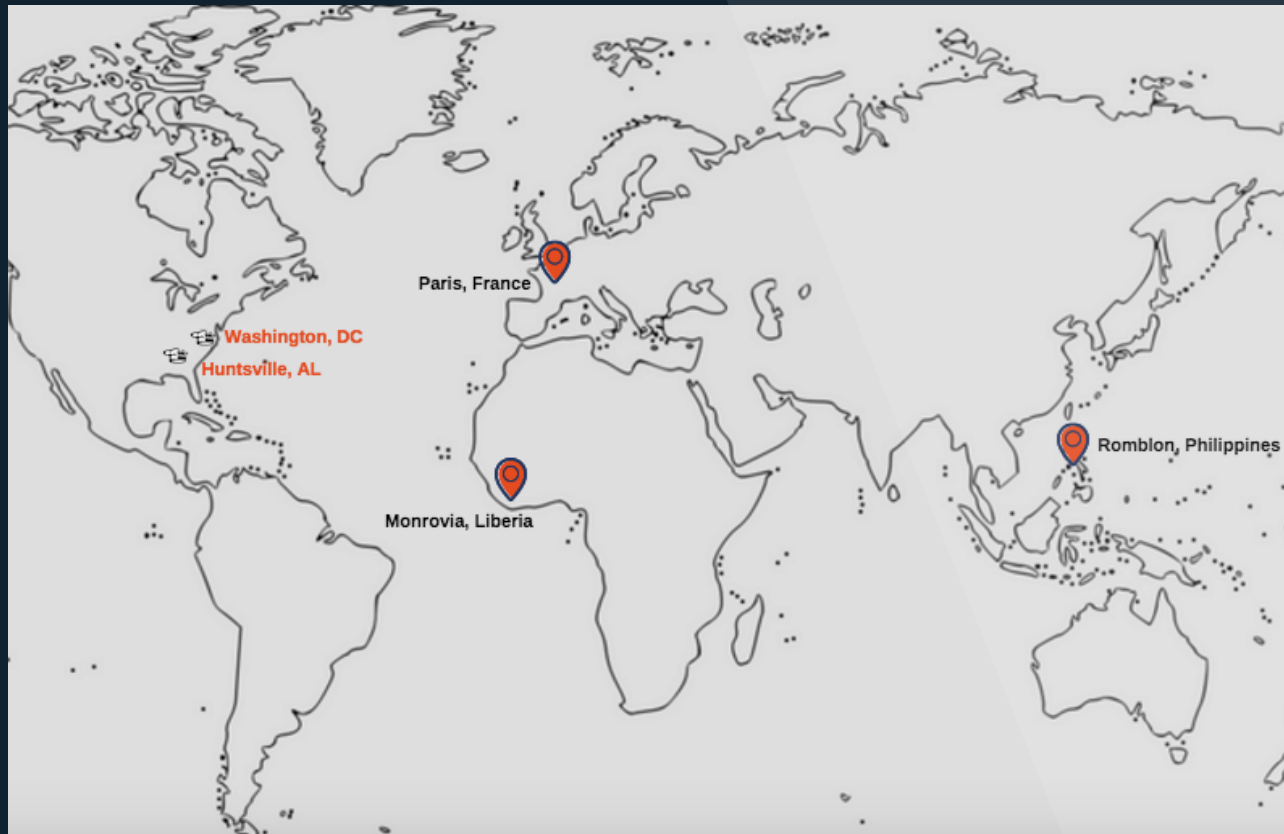 Paris, France
Washington, DC
Huntsville, AL
Romblon, Philippines
Monrovia, Liberia